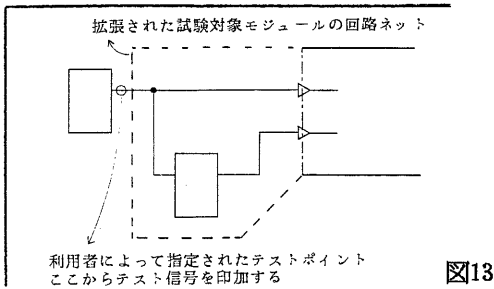 拡張された試験対象モジュールの回路ネット
利用者によって指定されたテストポイント
ここからテスト信号を印加する
図13